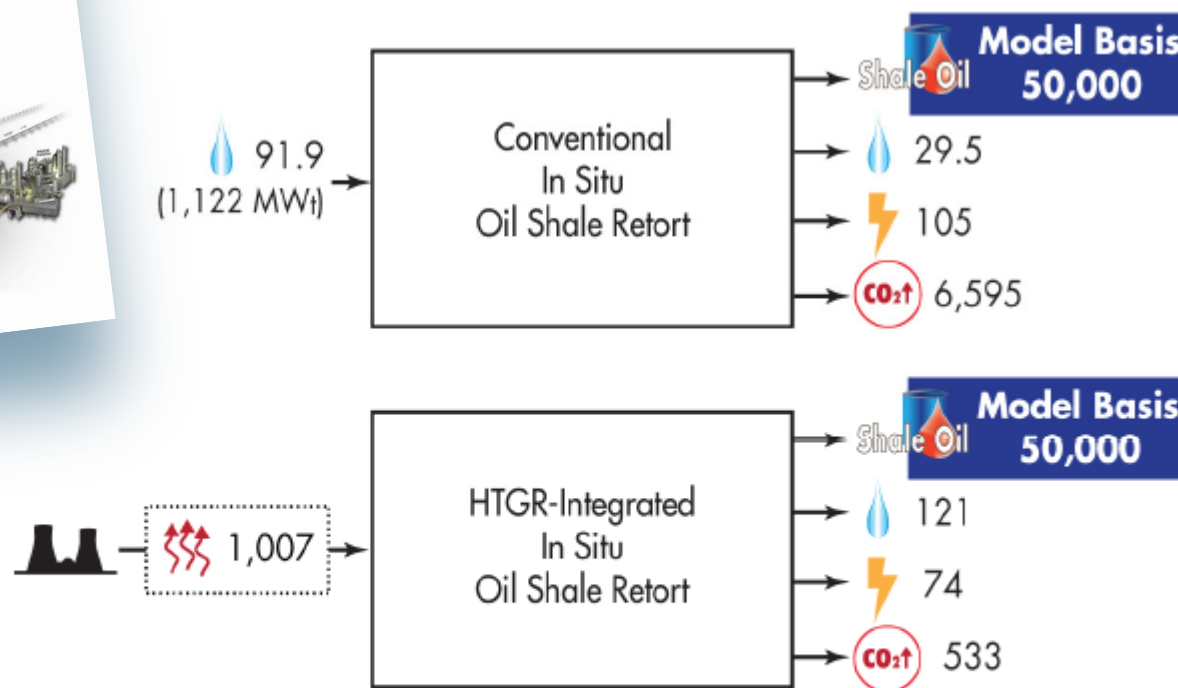 Model Basis
50,000
Shale Oil
91.9
(1,122 MWt)
Conventional
In Situ
Oil Shale Retort
29.5
105
CO2↑ 6,595
Model Basis
50,000
Shale Oil
1,007
HTGR-Integrated
In Situ
Oil Shale Retort
121
74
CO2↑ 533